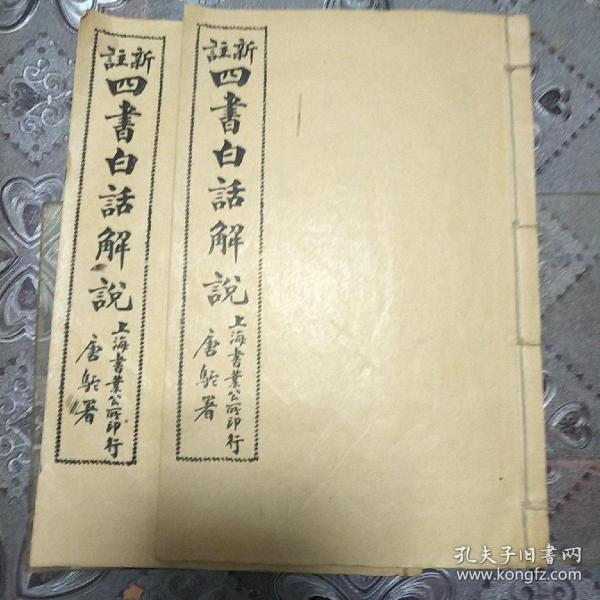 新註
四書白話解說
上海書業公所印行
唐駝署
新註
四書白話解說
上海書業公所印行
唐駝署
孔夫子旧书网
www.kongfz.com